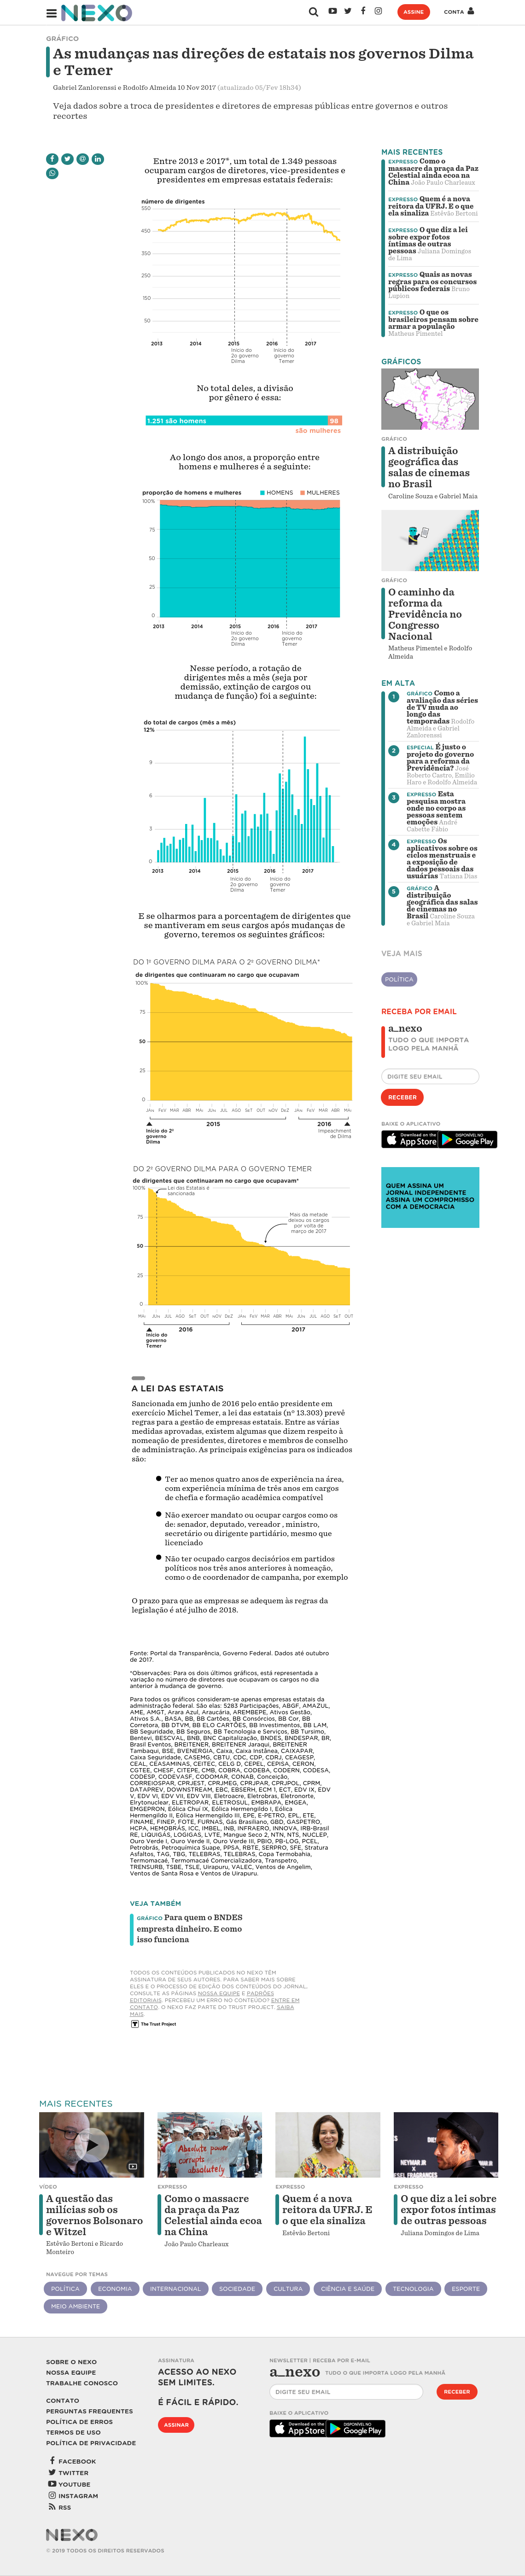 NEXO
ASSINE
CONTA
GRÁFICO
As mudanças nas direções de estatais nos governos Dilma
e Temer
Gabriel Zanlorenssi e Rodolfo Almeida 10 Nov 2017 (atualizado 05/Fev 18h34)
Veja dados sobre a troca de presidentes e diretores de empresas públicas entre governos e outros
recortes
Entre 2013 e 2017*, um total de 1.349 pessoas
ocuparam cargos de diretores, vice-presidentes e
presidentes em empresas estatais federais:
número de dirigentes
550
450
350
250
150
50
2013 2014 2015 2016 2017
Início do
2o governo
Dilma
Início do
governo
Temer
No total deles, a divisão
por gênero é essa:
1.251 são homens 98
são mulheres
Ao longo dos anos, a proporção entre
homens e mulheres é a seguinte:
proporção de homens e mulheres HOMENS MULHERES
100%
75
50
25
0
2013 2014 2015 2016 2017
Início do
2o governo
Dilma
Início do
governo
Temer
Nesse período, a rotação de
dirigentes mês a mês (seja por
demissão, extinção de cargos ou
mudança de função) foi a seguinte:
do total de cargos (mês a mês)
12%
9
6
3
0
2013 2014 2015 2016 2017
Início do
2o governo
Dilma
Início do
governo
Temer
E se olharmos para a porcentagem de dirigentes que
se mantiveram em seus cargos após mudanças de
governo, teremos os seguintes gráficos:
DO 1º GOVERNO DILMA PARA O 2º GOVERNO DILMA*
de dirigentes que continuaram no cargo que ocupavam
100%
75
50
25
0
JAN FEV MAR ABR MAI JUN JUL AGO SET OUT NOV DEZ JAN FEV MAR ABR MAI
2015 2016
Início do 2º
governo
Dilma
Impeachment
de Dilma
DO 2º GOVERNO DILMA PARA O GOVERNO TEMER
de dirigentes que continuaram no cargo que ocupavam*
100%
Lei das Estatais é
sancionada
75
Mais da metade
deixou os cargos
por volta de
março de 2017
50
25
0
MAI JUN JUL AGO SET OUT NOV DEZ JAN FEV MAR ABR MAI JUN JUL AGO SET OUT
2016 2017
Início do
governo
Temer
A LEI DAS ESTATAIS
Sancionada em junho de 2016 pelo então presidente em
exercício Michel Temer, a lei das estatais (nº 13.303) prevê
regras para a estão de empresas estatais. Entre as várias
medidas aprovadas, existem algumas que dizem respeito à
nomeação de presidentes, diretores e membros de conselho
de administração. As principais exigências para os indicados
são:
Ter ao menos quatro anos de experiência na área,
com experiência mínima de três anos em cargos
de chefia e formação acadêmica compatível
Não exercer mandato ou ocupar cargos como os
de: senador, deputado, vereador , ministro,
secretário ou dirigente partidário, mesmo que
licenciado
Não ter ocupado cargos decisórios em partidos
políticos nos três anos anteriores à nomeação,
como o de coordenador de campanha, por exemplo
O prazo para que as empresas se adequem às regras da
legislação é até julho de 2018.
Fonte: Portal da Transparência, Governo Federal. Dados até outubro
de 2017.
*Observações: Para os dois últimos gráficos, está representada a
variação no número de diretores que ocupavam os cargos no dia
anterior à mudança de governo.
Para todos os gráficos consideram-se apenas empresas estatais da
administração federal. São elas: 5283 Participações, ABGF, AMAZUL,
AME, AMGT, Arara Azul, Araucária, AREMBEPE, Ativos Gestão,
Ativos S.A., BASA, BB, BB Cartões, BB Consórcios, BB Cor, BB
Corretora, BB DTVM, BB ELO CARTÕES, BB Investimentos, BB LAM,
BB Seguridade, BB Seguros, BB Tecnologia e Serviços, BB Tursimo,
Bentevi, BESCVAL, BNB, BNC Capitalização, BNDES, BNDESPAR, BR,
Brasil Eventos, BREITENER, BREITENER Jaraqui, BREITENER
Tambaqui, BSE, BVENERGIA, Caixa, Caixa Instânea, CAIXAPAR,
Caixa Seguridade, CASEMG, CBTU, CDC, CDP, CDRJ, CEAGESP,
CEAL, CEASAMINAS, CEITEC, CELG D, CEPEL, CEPISA, CERON,
CGTEE, CHESF, CITEPE, CMB, COBRA, CODEBA, CODERN, CODESA,
CODESP, CODEVASF, CODOMAR, CONAB, Conceição,
CORREIOSPAR, CPRJEST, CPRJMEG, CPRJPAR, CPRJPOL, CPRM,
DATAPREV, DOWNSTREAM, EBC, EBSERH, ECM 1, ECT, EDV IX, EDV
V, EDV VI, EDV VII, EDV VIII, Eletroacre, Eletrobras, Eletronorte,
Elrytonuclear, ELETROPAR, ELETROSUL, EMBRAPA, EMGEA,
EMGEPRON, Eólica Chuí IX, Eólica Hermengildo I, Eólica
Hermengildo II, Eólica Hermengildo III, EPE, E-PETRO, EPL, ETE,
FINAME, FINEP, FOTE, FURNAS, Gás Brasiliano, GBD, GASPETRO,
HCPA, HEMOBRÁS, ICC, IMBEL, INB, INFRAERO, INNOVA, IRB-Brasil
RE, LIQUIGÁS, LOGIGAS, LVTE, Mangue Seco 2, NTN, NTS, NUCLEP,
Ouro Verde I, Ouro Verde II, Ouro Verde III, PBIO, PB-LOG, PCEL,
Petrobrás, Petroquímica Suape, PPSA, RBTE, SERPRO, SFE, Stratura
Asfaltos, TAG, TBG, TELEBRAS, TELEBRAS, Copa Termobahia,
Termomacaé, Termomacaé Comercializadora, Transpetro,
TRENSURB, TSBE, TSLE, Uirapuru, VALEC, Ventos de Angelim,
Ventos de Santa Rosa e Ventos de Uirapuru.
VEJA TAMBÉM
GRÁFICO Para quem o BNDES
empresta dinheiro. E como
isso funciona
TODOS OS CONTEÚDOS PUBLICADOS NO NEXO TÊM
ASSINATURA DE SEUS AUTORES. PARA SABER MAIS SOBRE
ELES E O PROCESSO DE EDIÇÃO DOS CONTEÚDOS DO JORNAL,
CONSULTE AS PÁGINAS NOSSA EQUIPE E PADRÕES
EDITORIAIS. PERCEBEU UM ERRO NO CONTEÚDO? ENTRE EM
CONTATO. O NEXO FAZ PARTE DO TRUST PROJECT. SAIBA
MAIS.
The Trust Project
MAIS RECENTES
EXPRESSO Como o
massacre da praça da Paz
Celestial ainda ecoa na
China João Paulo Charleaux
EXPRESSO Quem é a nova
reitora da UFRJ. E o que
ela sinaliza Estêvão Bertoni
EXPRESSO O que diz a lei
sobre expor fotos
íntimas de outras
pessoas Juliana Domingos
de Lima
EXPRESSO Quais as novas
regras para os concursos
públicos federais Bruno
Lupion
EXPRESSO O que os
brasileiros pensam sobre
armar a população
Matheus Pimentel
GRÁFICOS
GRÁFICO
A distribuição
geográfica das
salas de cinemas
no Brasil
Caroline Souza e Gabriel Maia
GRÁFICO
O caminho da
reforma da
Previdência no
Congresso
Nacional
Matheus Pimentel e Rodolfo
Almeida
EM ALTA
1 GRÁFICO Como a
avaliação das séries
de TV muda ao
longo das
temporadas Rodolfo
Almeida e Gabriel
Zanlorenssi
2 ESPECIAL É justo o
projeto do governo
para a reforma da
Previdência? José
Roberto Castro, Emilio
Haro e Rodolfo Almeida
3 EXPRESSO Esta
pesquisa mostra
onde no corpo as
pessoas sentem
emoções André
Cabette Fábio
4 EXPRESSO Os
aplicativos sobre os
ciclos menstruais e
a exposição de
dados pessoais das
usuárias Tatiana Dias
5 GRÁFICO A
distribuição
geográfica das salas
de cinemas no
Brasil Caroline Souza
e Gabriel Maia
VEJA MAIS
POLÍTICA
RECEBA POR EMAIL
a_nexo
TUDO O QUE IMPORTA
LOGO PELA MANHÃ
DIGITE SEU EMAIL
RECEBER
BAIXE O APLICATIVO
Download on the
App Store
DISPONÍVEL NO
Google Play
QUEM ASSINA UM
JORNAL INDEPENDENTE
ASSINA UM COMPROMISSO
COM A DEMOCRACIA
MAIS RECENTES
Absolute power
corrupts
absolutely
NEYMAR JR
VÍDEO
A questão das
milícias sob os
governos Bolsonaro
e Witzel
Estêvão Bertoni e Ricardo
Monteiro
EXPRESSO
Como o massacre
da praça da Paz
Celestial ainda ecoa
na China
João Paulo Charleaux
EXPRESSO
Quem é a nova
reitora da UFRJ. E
o que ela sinaliza
Estêvão Bertoni
EXPRESSO
O que diz a lei sobre
expor fotos íntimas
de outras pessoas
Juliana Domingos de Lima
NAVEGUE POR TEMAS
POLÍTICA ECONOMIA INTERNACIONAL SOCIEDADE CULTURA CIÊNCIA E SAÚDE TECNOLOGIA ESPORTE
MEIO AMBIENTE
SOBRE O NEXO
NOSSA EQUIPE
TRABALHE CONOSCO
CONTATO
PERGUNTAS FREQUENTES
POLÍTICA DE ERROS
TERMOS DE USO
POLÍTICA DE PRIVACIDADE
FACEBOOK
TWITTER
YOUTUBE
INSTAGRAM
RSS
ASSINATURA
ACESSO AO NEXO
SEM LIMITES.
É FÁCIL E RÁPIDO.
ASSINAR
NEWSLETTER | RECEBA POR E-MAIL
a_nexo TUDO O QUE IMPORTA LOGO PELA MANHÃ
DIGITE SEU EMAIL
RECEBER
BAIXE O APLICATIVO
Download on the
App Store
DISPONÍVEL NO
Google Play
NEXO
© 2019 TODOS OS DIREITOS RESERVADOS